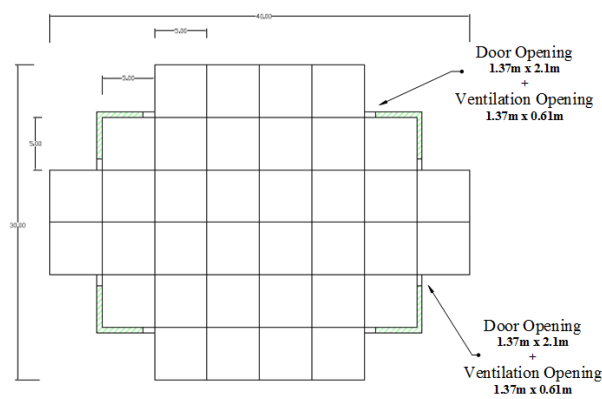 40.00
5.00
Door Opening
1.37m x 2.1m
+
Ventilation Opening
1.37m x 0.61m
5.00
5.00
30.00
Door Opening
1.37m x 2.1m
+
Ventilation Opening
1.37m x 0.61m